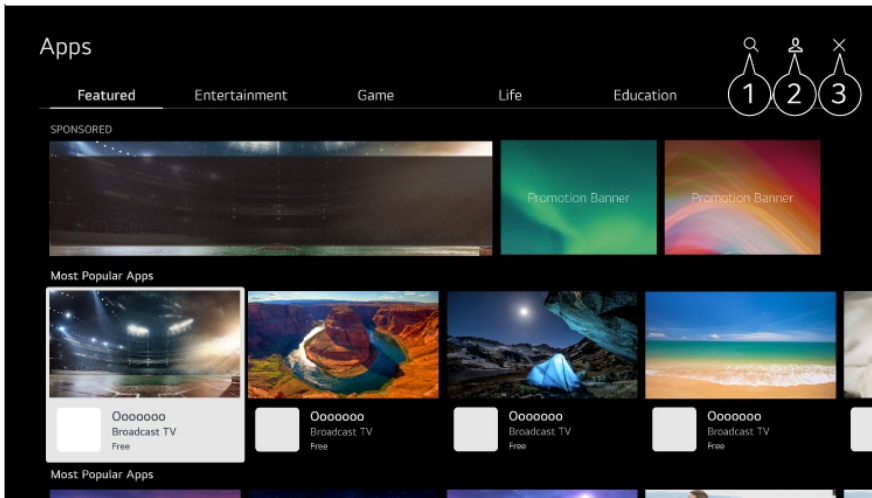 Apps
Featured Entertainment Game Life Education
1 2 3
SPONSORED
Promotion Banner Promotion Banner
Most Popular Apps
Ooooooo Ooooooo Ooooooo Ooooooo
Broadcast TV Broadcast TV Broadcast TV Broadcast TV
Free Free Free Free
Most Popular Apps